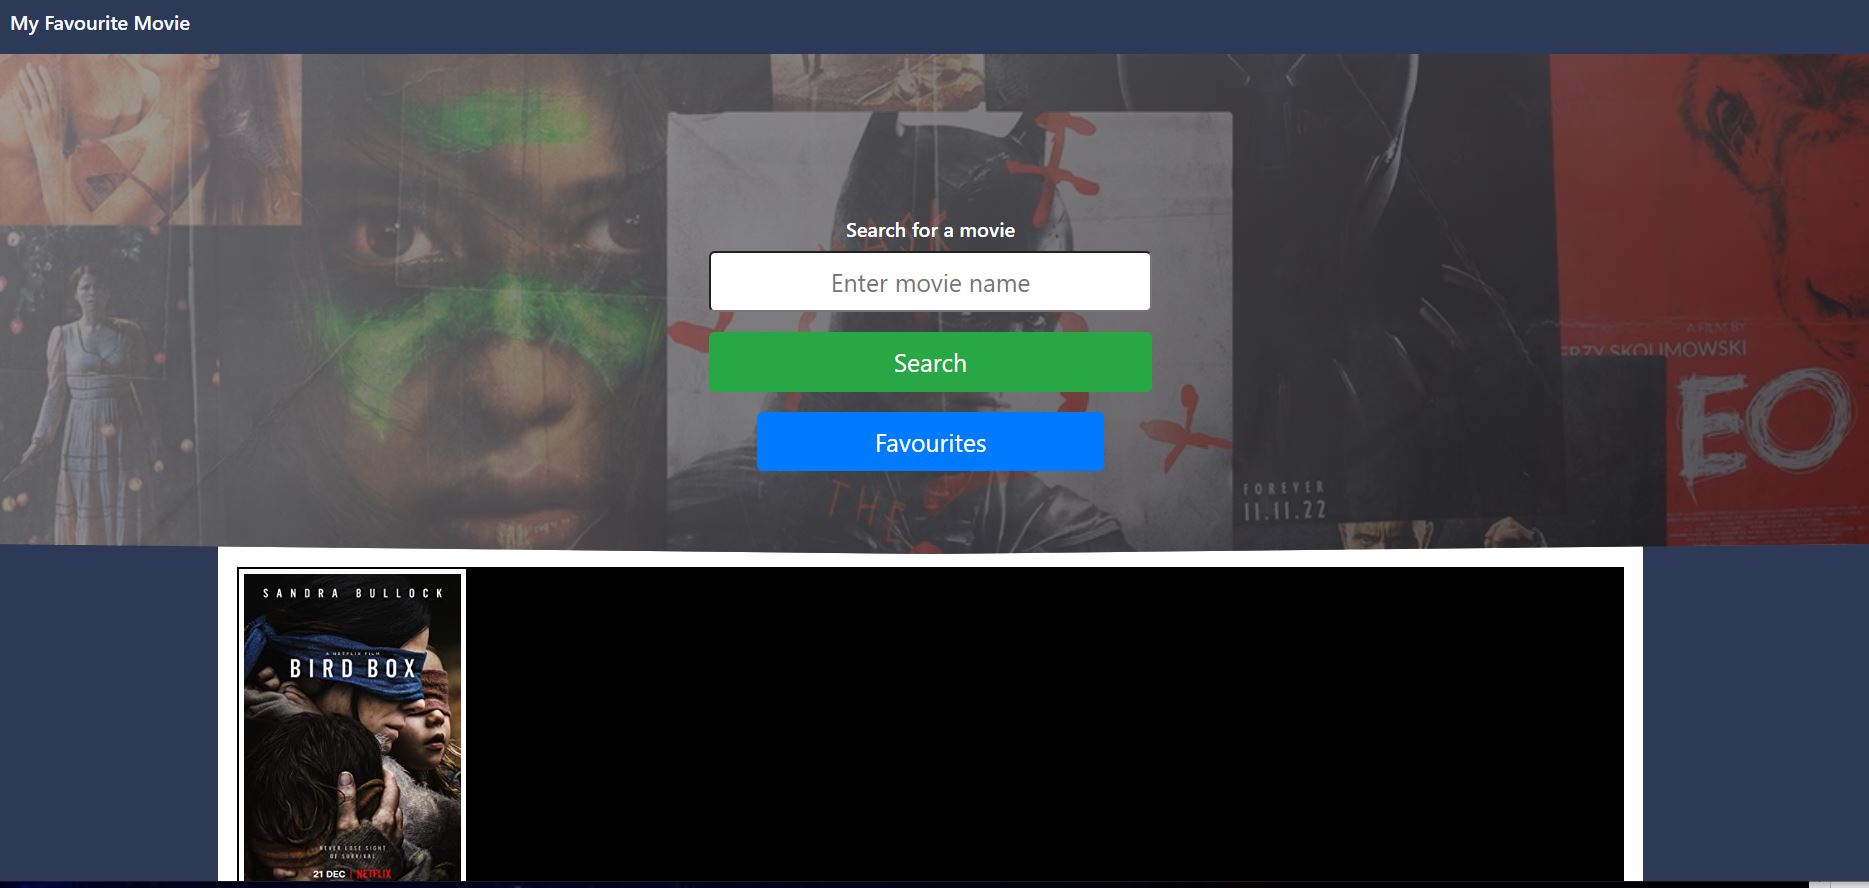 My Favourite Movie
Search for a movie
Enter movie name
Search
Favourites
THE
A FILM BY
SKOLIMOWSKI
EO
FOREVER
11.11.22
SANDRA BULLOCK
A NETFLIX FILM
BIRD BOX
NEVER LOSE SIGHT
OF SURVIVAL
21 DEC | NETFLIX